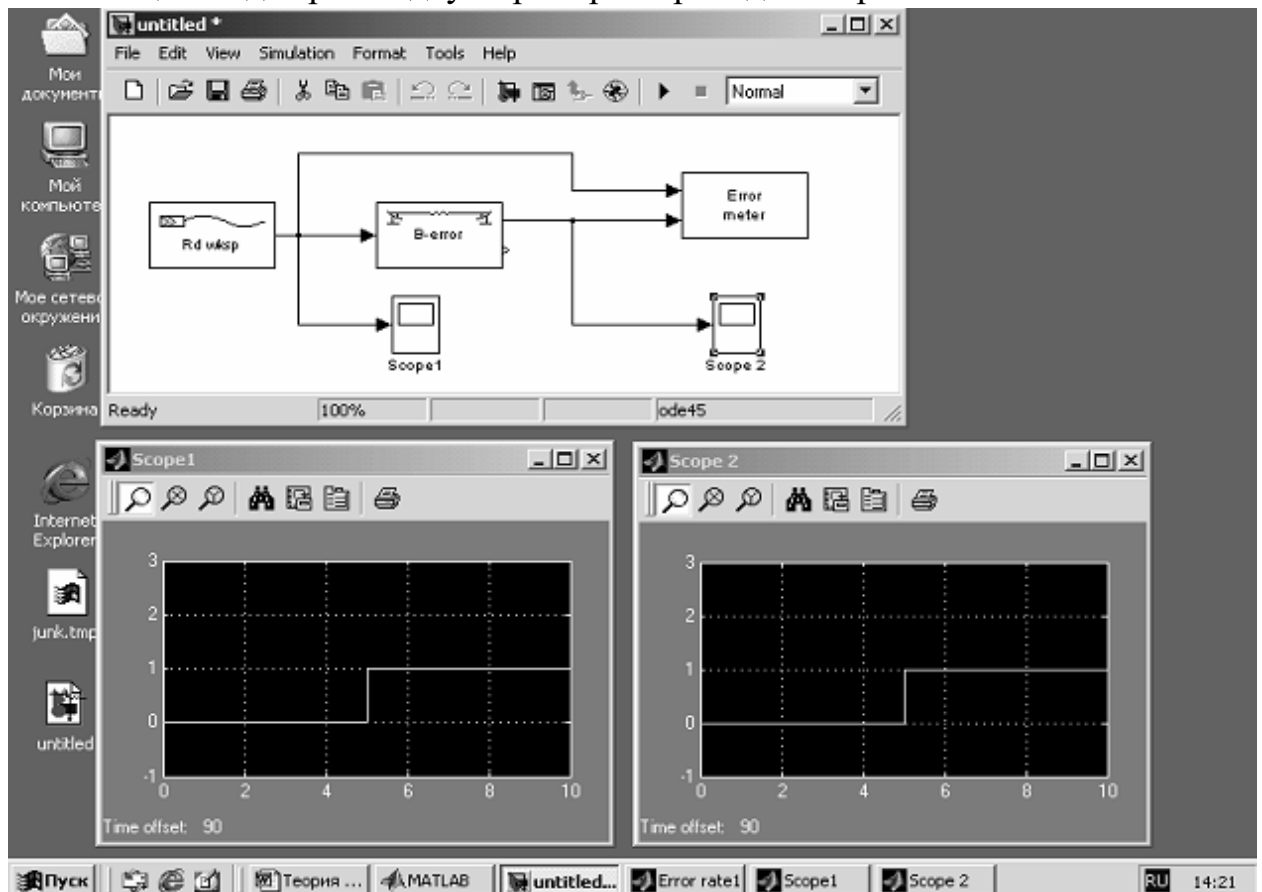 untitled *
File Edit View Simulation Format Tools Help
Normal
Rd wksp
B-error
Error
meter
Scope1
Scope 2
Ready 100% ode45
Мои
документ
Мой
компьюте
Мое сетево
окружени
Корзина
Internet
Explorer
junk.tmp
untitled
Scope1
3
2
1
0
-1
0 2 4 6 8 10
Time offset: 90
Scope 2
3
2
1
0
-1
0 2 4 6 8 10
Time offset: 90
Пуск Теория ... MATLAB untitled... Error rate1 Scope1 Scope 2 RU 14:21